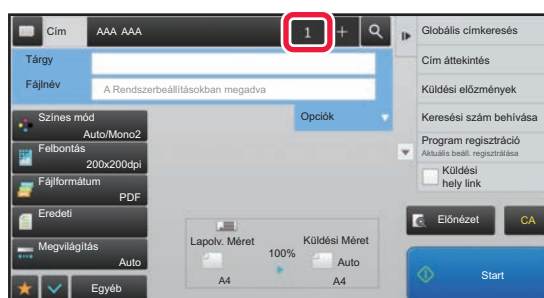 Cím AAA AAA 1 +
Tárgy
Fájlnév A Rendszerbeállításokban megadva
Opciók
Színes mód
Auto/Mono2
Felbontás
200x200dpi
Fájlformátum
PDF
Eredeti
Megvilágítás
Auto
Egyéb
Lapolv. Méret
A4
100%
Küldési Méret
Auto
A4
Globális címkeresés
Cím áttekintés
Küldési előzmények
Keresési szám behívása
Program regisztráció
Aktuális beáll. regisztrálása
Küldési
hely link
Előnézet
CA
Start